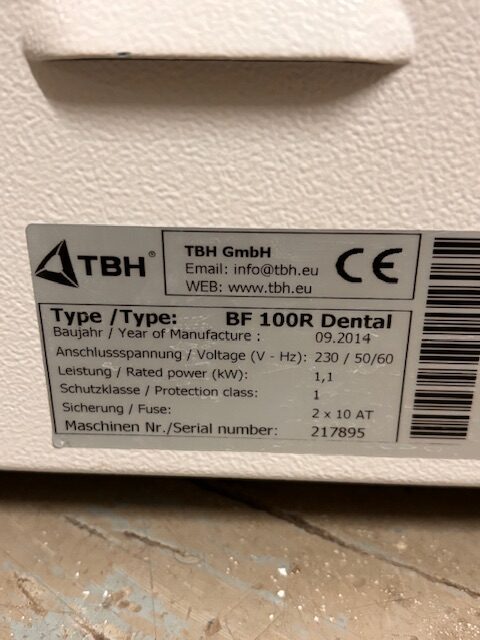 TBH®
TBH GmbH
Email: info@tbh.eu
WEB: www.tbh.eu
CE
Type /Type: BF 100R Dental
Baujahr / Year of Manufacture : 09.2014
Anschlussspannung / Voltage (V - Hz): 230 / 50/60
Leistung / Rated power (kW): 1,1
Schutzklasse / Protection class: 1
Sicherung / Fuse: 2 x 10 AT
Maschinen Nr./Serial number: 217895